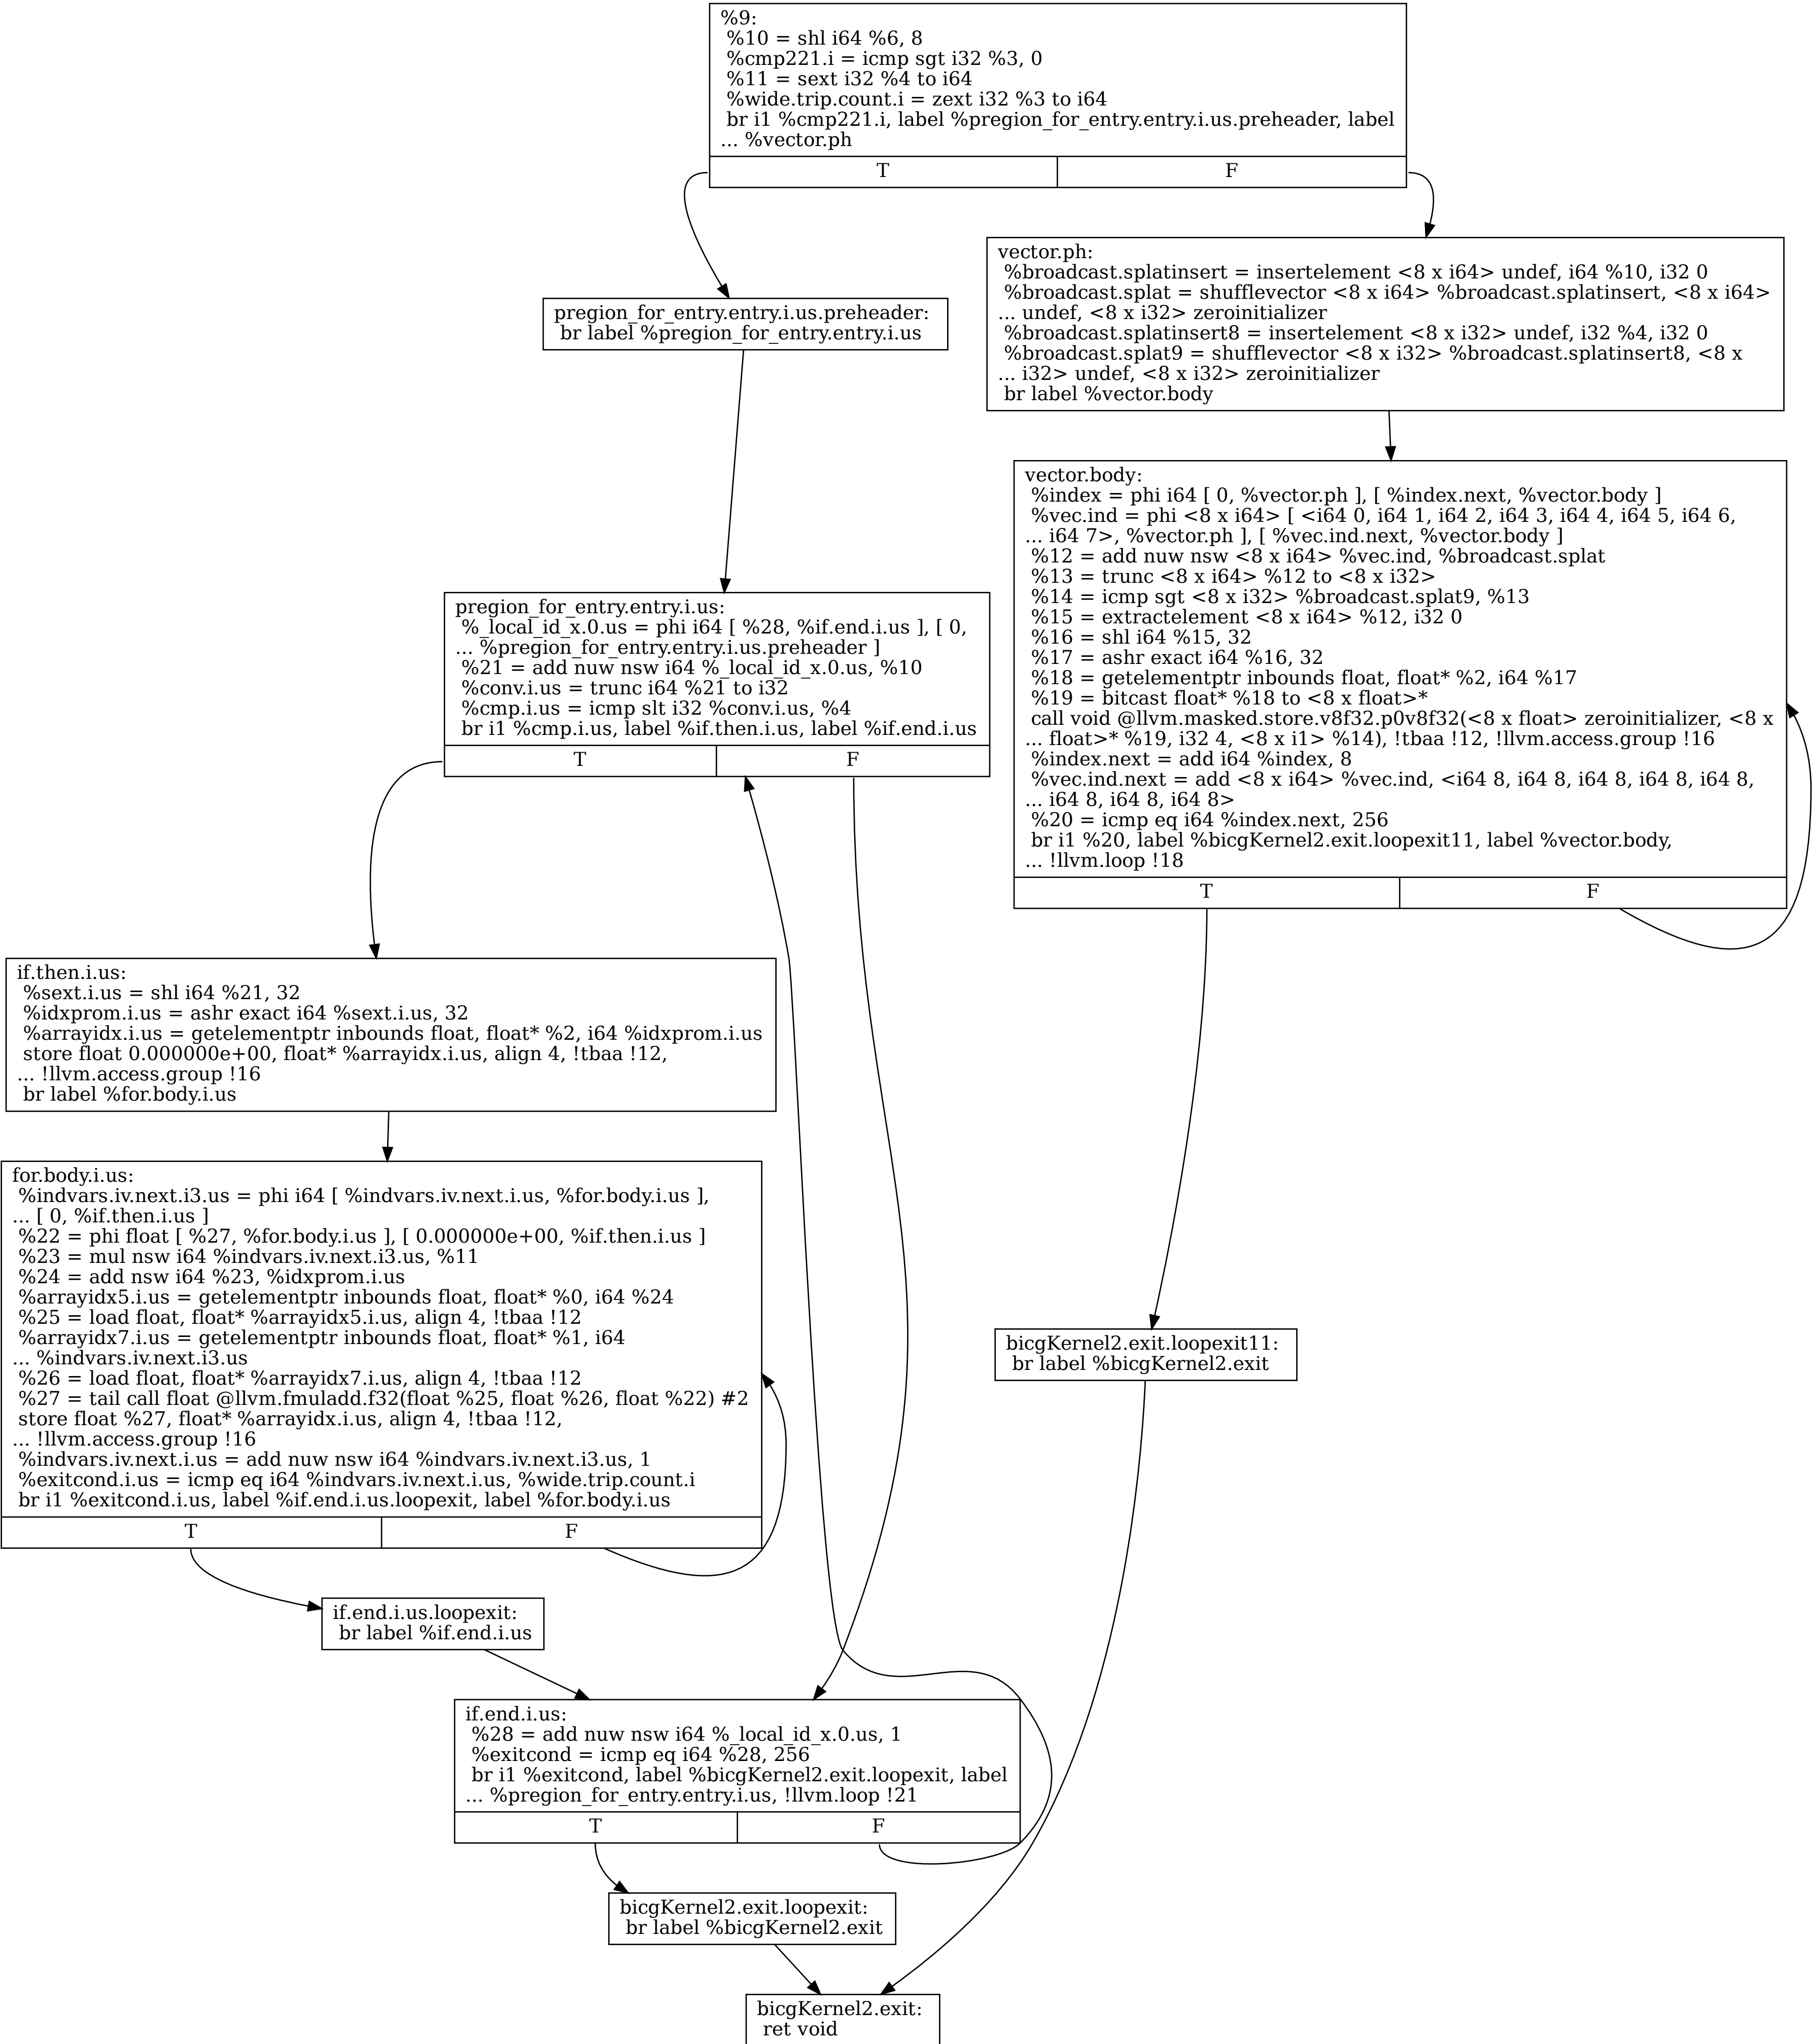 %9:
%10 = shl i64 %6, 8
%cmp221.i = icmp sgt i32 %3, 0
%11 = sext i32 %4 to i64
%wide.trip.count.i = zext i32 %3 to i64
br i1 %cmp221.i, label %pregion_for_entry.entry.i.us.preheader, label
... %vector.ph
T
F
vector.ph:
%broadcast.splatinsert = insertelement <8 x i64> undef, i64 %10, i32 0
%broadcast.splat = shufflevector <8 x i64> %broadcast.splatinsert, <8 x i64>
... undef, <8 x i32> zeroinitializer
%broadcast.splatinsert8 = insertelement <8 x i32> undef, i32 %4, i32 0
%broadcast.splat9 = shufflevector <8 x i32> %broadcast.splatinsert8, <8 x
... i32> undef, <8 x i32> zeroinitializer
br label %vector.body
pregion_for_entry.entry.i.us.preheader:
br label %pregion_for_entry.entry.i.us
vector.body:
%index = phi i64 [ 0, %vector.ph ], [ %index.next, %vector.body ]
%vec.ind = phi <8 x i64> [ <i64 0, i64 1, i64 2, i64 3, i64 4, i64 5, i64 6,
... i64 7>, %vector.ph ], [ %vec.ind.next, %vector.body ]
%12 = add nuw nsw <8 x i64> %vec.ind, %broadcast.splat
%13 = trunc <8 x i64> %12 to <8 x i32>
%14 = icmp sgt <8 x i32> %broadcast.splat9, %13
%15 = extractelement <8 x i64> %12, i32 0
%16 = shl i64 %15, 32
%17 = ashr exact i64 %16, 32
%18 = getelementptr inbounds float, float* %2, i64 %17
%19 = bitcast float* %18 to <8 x float>*
call void @llvm.masked.store.v8f32.p0v8f32(<8 x float> zeroinitializer, <8 x
... float>* %19, i32 4, <8 x i1> %14), !tbaa !12, !llvm.access.group !16
%index.next = add i64 %index, 8
%vec.ind.next = add <8 x i64> %vec.ind, <i64 8, i64 8, i64 8, i64 8, i64 8,
... i64 8, i64 8, i64 8>
%20 = icmp eq i64 %index.next, 256
br i1 %20, label %bicgKernel2.exit.loopexit11, label %vector.body,
... !llvm.loop !18
T
F
pregion_for_entry.entry.i.us:
%_local_id_x.0.us = phi i64 [ %28, %if.end.i.us ], [ 0,
... %pregion_for_entry.entry.i.us.preheader ]
%21 = add nuw nsw i64 %_local_id_x.0.us, %10
%conv.i.us = trunc i64 %21 to i32
%cmp.i.us = icmp slt i32 %conv.i.us, %4
br i1 %cmp.i.us, label %if.then.i.us, label %if.end.i.us
T
F
if.then.i.us:
%sext.i.us = shl i64 %21, 32
%idxprom.i.us = ashr exact i64 %sext.i.us, 32
%arrayidx.i.us = getelementptr inbounds float, float* %2, i64 %idxprom.i.us
store float 0.000000e+00, float* %arrayidx.i.us, align 4, !tbaa !12,
... !llvm.access.group !16
br label %for.body.i.us
for.body.i.us:
%indvars.iv.next.i3.us = phi i64 [ %indvars.iv.next.i.us, %for.body.i.us ],
... [ 0, %if.then.i.us ]
%22 = phi float [ %27, %for.body.i.us ], [ 0.000000e+00, %if.then.i.us ]
%23 = mul nsw i64 %indvars.iv.next.i3.us, %11
%24 = add nsw i64 %23, %idxprom.i.us
%arrayidx5.i.us = getelementptr inbounds float, float* %0, i64 %24
%25 = load float, float* %arrayidx5.i.us, align 4, !tbaa !12
%arrayidx7.i.us = getelementptr inbounds float, float* %1, i64
... %indvars.iv.next.i3.us
%26 = load float, float* %arrayidx7.i.us, align 4, !tbaa !12
%27 = tail call float @llvm.fmuladd.f32(float %25, float %26, float %22) #2
store float %27, float* %arrayidx.i.us, align 4, !tbaa !12,
... !llvm.access.group !16
%indvars.iv.next.i.us = add nuw nsw i64 %indvars.iv.next.i3.us, 1
%exitcond.i.us = icmp eq i64 %indvars.iv.next.i.us, %wide.trip.count.i
br i1 %exitcond.i.us, label %if.end.i.us.loopexit, label %for.body.i.us
T
F
bicgKernel2.exit.loopexit11:
br label %bicgKernel2.exit
if.end.i.us.loopexit:
br label %if.end.i.us
if.end.i.us:
%28 = add nuw nsw i64 %_local_id_x.0.us, 1
%exitcond = icmp eq i64 %28, 256
br i1 %exitcond, label %bicgKernel2.exit.loopexit, label
... %pregion_for_entry.entry.i.us, !llvm.loop !21
T
F
bicgKernel2.exit.loopexit:
br label %bicgKernel2.exit
bicgKernel2.exit:
ret void